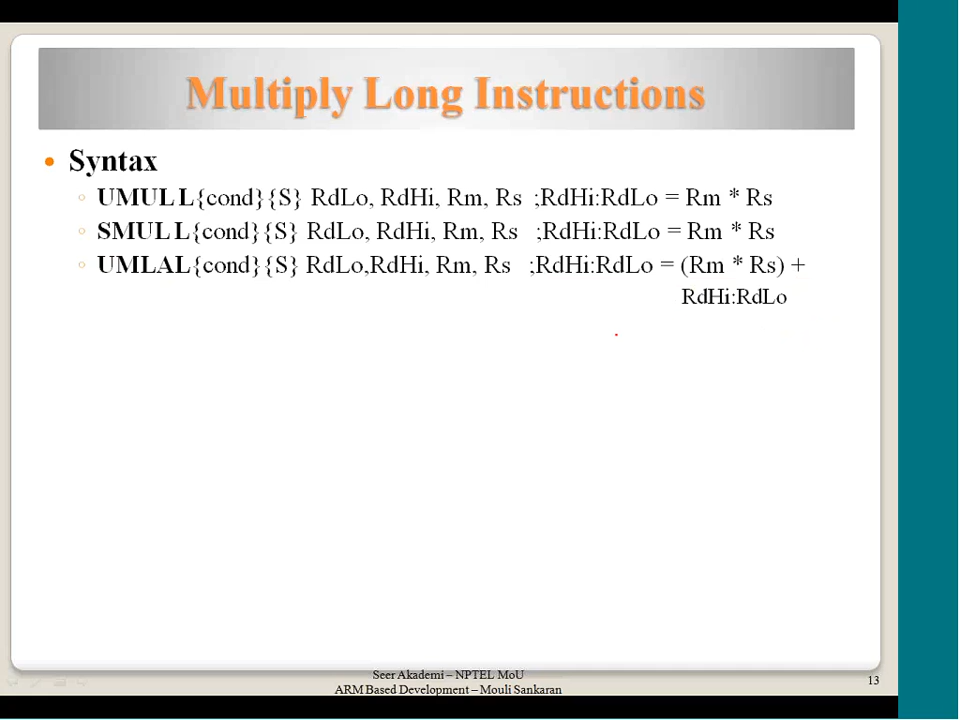 Multiply Long Instructions
Syntax
UMULL{cond}{S} RdLo, RdHi, Rm, Rs ;RdHi:RdLo = Rm * Rs
SMULL{cond}{S} RdLo, RdHi, Rm, Rs ;RdHi:RdLo = Rm * Rs
UMLAL{cond}{S} RdLo,RdHi, Rm, Rs ;RdHi:RdLo = (Rm * Rs) +
RdHi:RdLo
Seer Akademi – NPTEL MoU
ARM Based Development – Mouli Sankaran
13